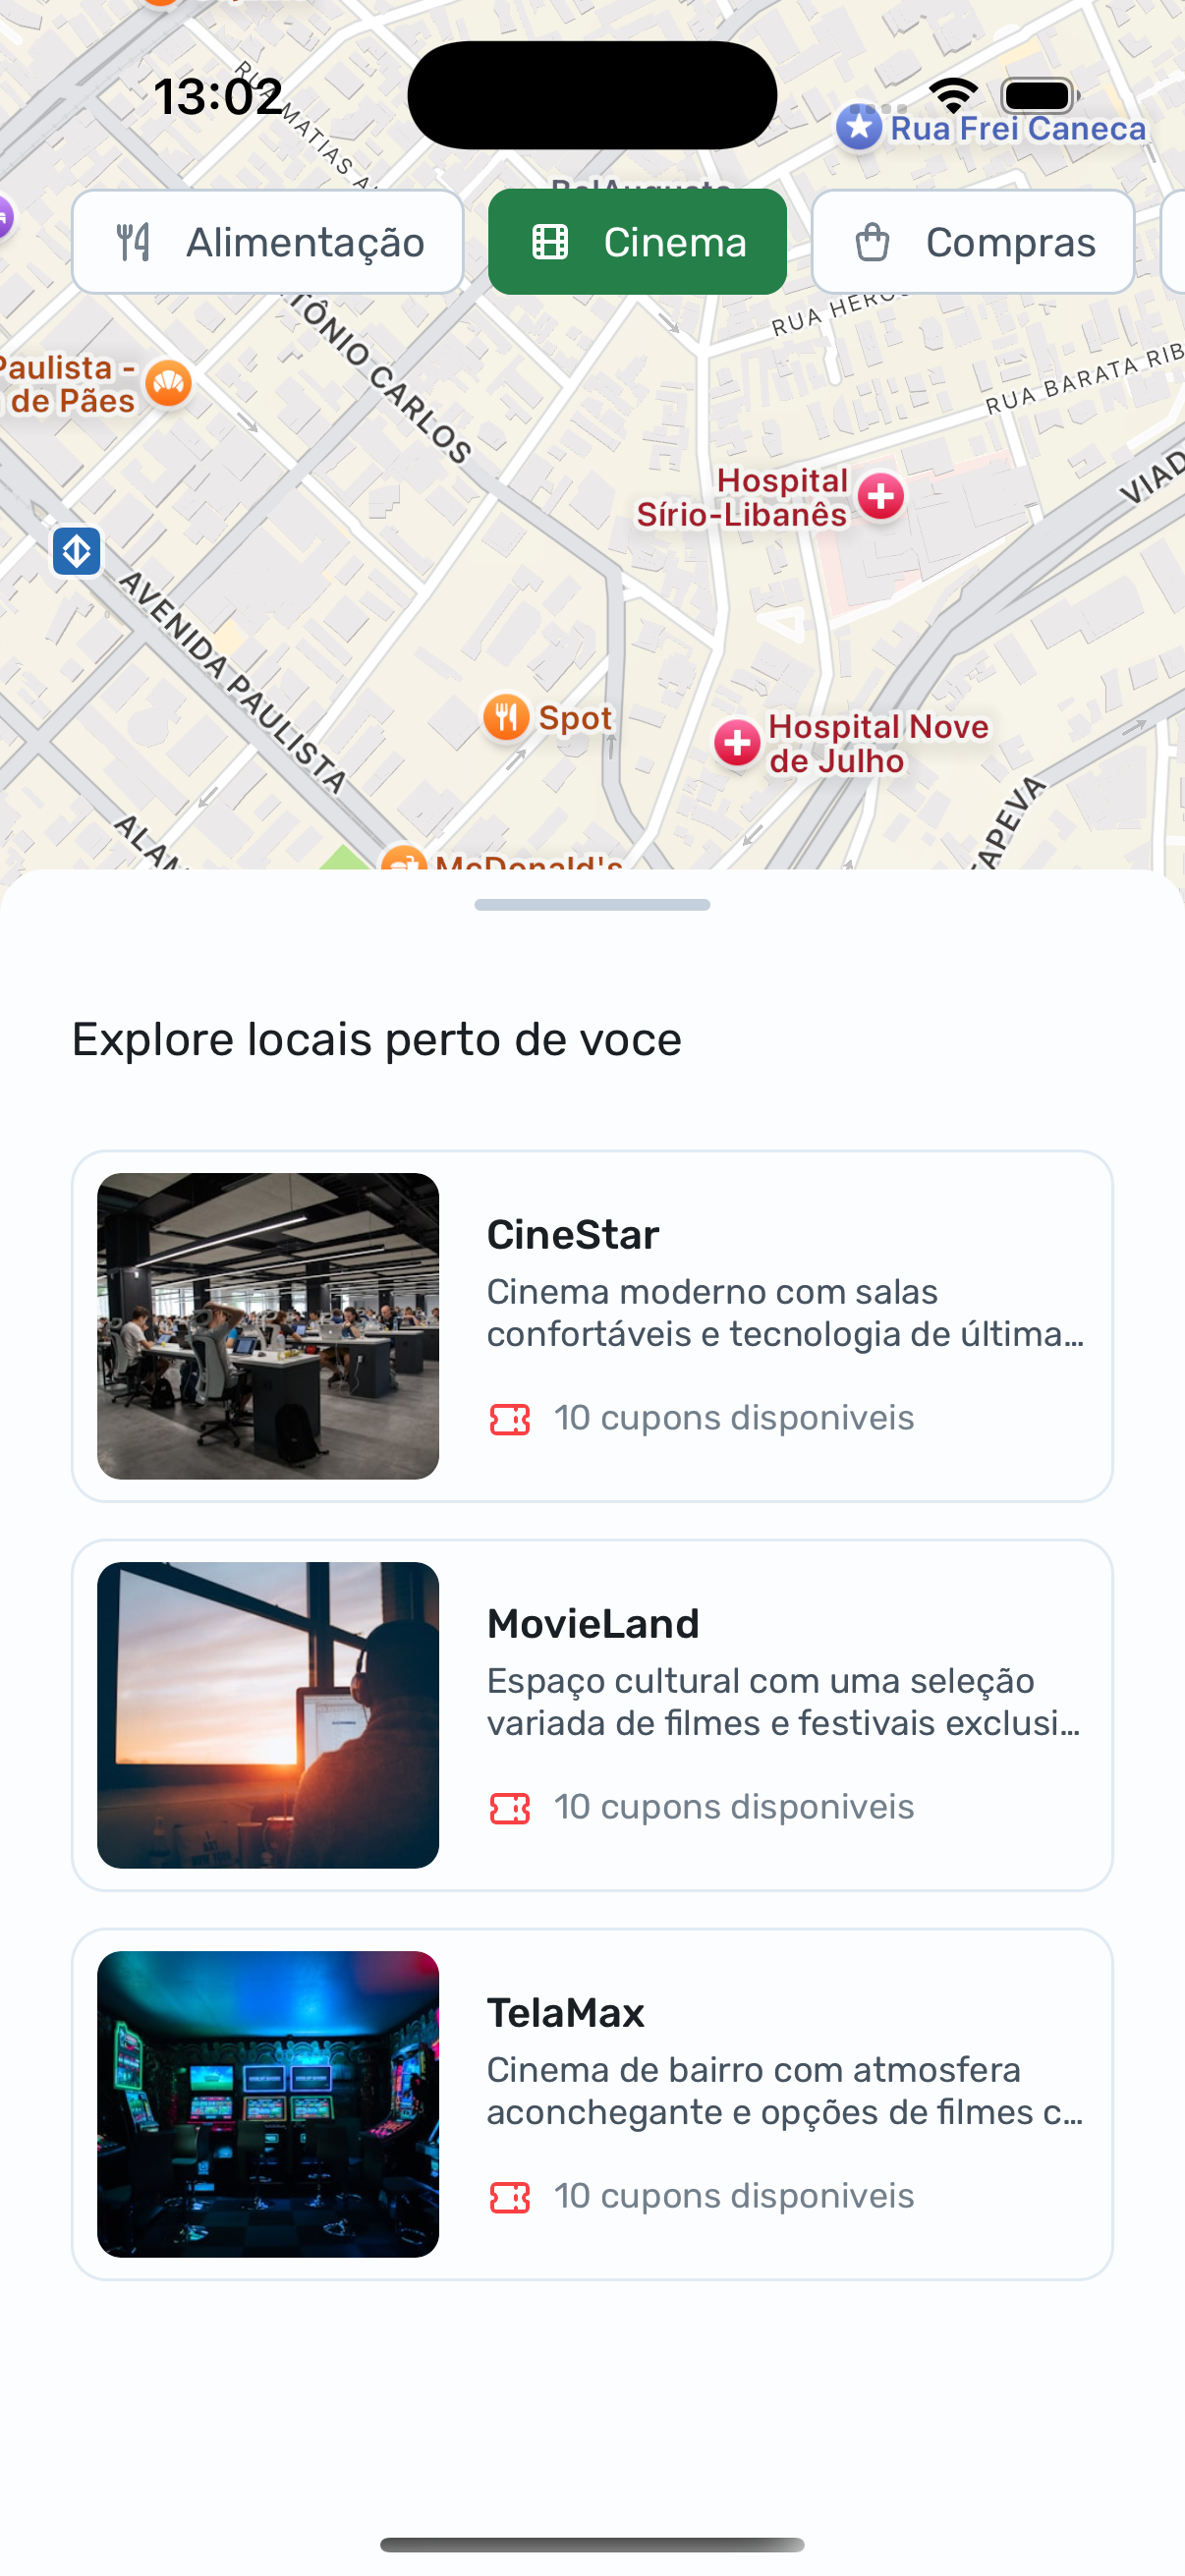 13:02
RUA MATIAS A
Rua Frei Caneca
BelAugusta
Alimentação
Cinema
Compras
TÔNIO CARLOS
RUA HERC
RUA BARATA RIB
Paulista -
de Pães
Hospital
Sírio-Libanês
VIAD
AVENIDA PAULISTA
Spot
Hospital Nove
de Julho
ALAM
McDonald's
TAPEVA
Explore locais perto de voce
CineStar
Cinema moderno com salas
confortáveis e tecnologia de última...
10 cupons disponiveis
MovieLand
Espaço cultural com uma seleção
variada de filmes e festivais exclusi...
10 cupons disponiveis
TelaMax
Cinema de bairro com atmosfera
aconchegante e opções de filmes c...
10 cupons disponiveis